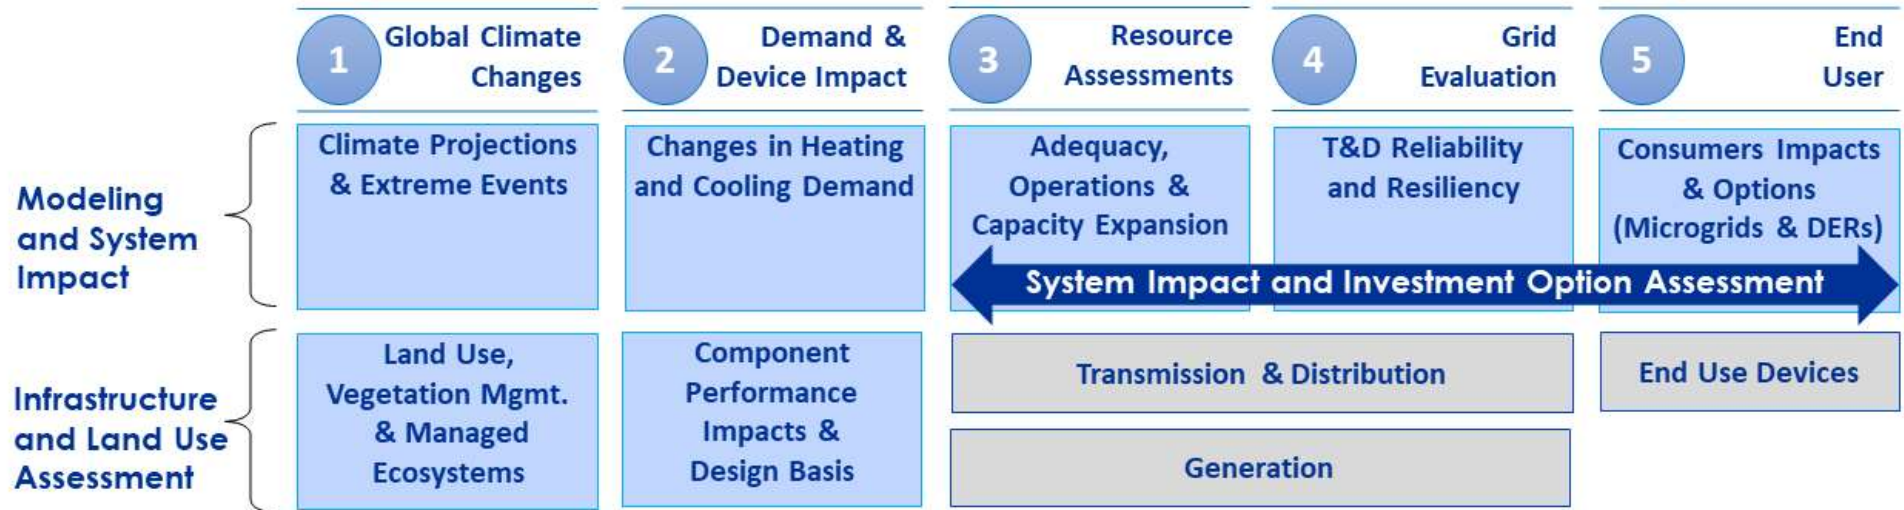 1
Global Climate
Changes
2
Demand &
Device Impact
3
Resource
Assessments
4
Grid
Evaluation
5
End
User
Modeling
and System
Impact
Climate Projections
& Extreme Events
Changes in Heating
and Cooling Demand
Adequacy,
Operations &
Capacity Expansion
T&D Reliability
and Resiliency
Consumers Impacts
& Options
(Microgrids & DERs)
System Impact and Investment Option Assessment
Infrastructure
and Land Use
Assessment
Land Use,
Vegetation Mgmt.
& Managed
Ecosystems
Component
Performance
Impacts &
Design Basis
Transmission & Distribution
End Use Devices
Generation